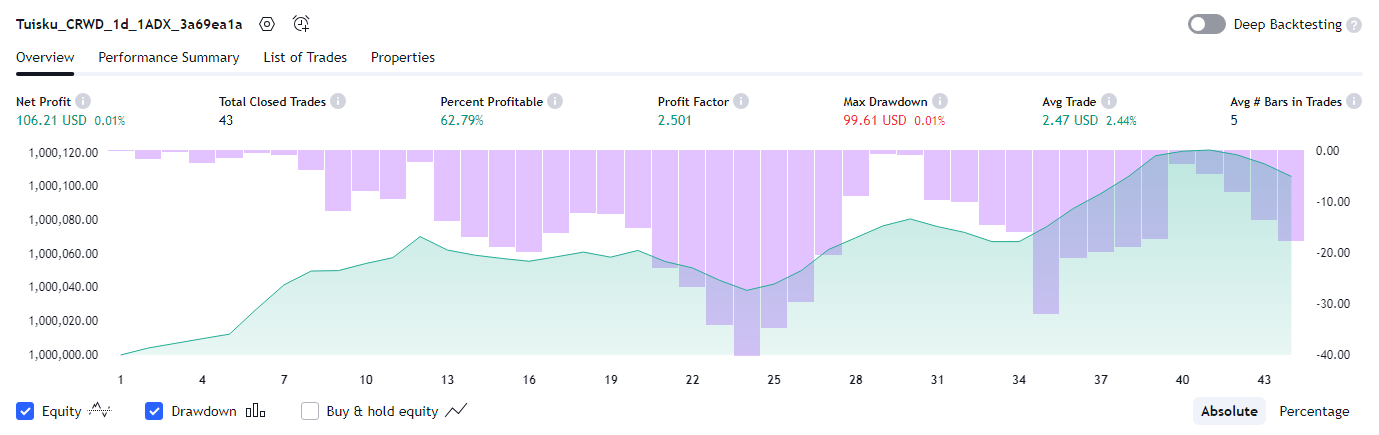 Tuisku_CRWD_1d_1ADX_3a69ea1a Deep Backtesting ?
Overview Performance Summary List of Trades Properties
Net Profit i Total Closed Trades i Percent Profitable i Profit Factor i Max Drawdown i Avg Trade i Avg # Bars in Trades i
106.21 USD 0.01% 43 62.79% 2.501 99.61 USD 0.01% 2.47 USD 2.44% 5
1,000,120.00 0.00
1,000,100.00
-10.00
1,000,080.00
1,000,060.00 -20.00
1,000,040.00
-30.00
1,000,020.00
1,000,000.00 -40.00
1 4 7 10 13 16 19 22 25 28 31 34 37 40 43
Equity Drawdown Buy & hold equity Absolute Percentage